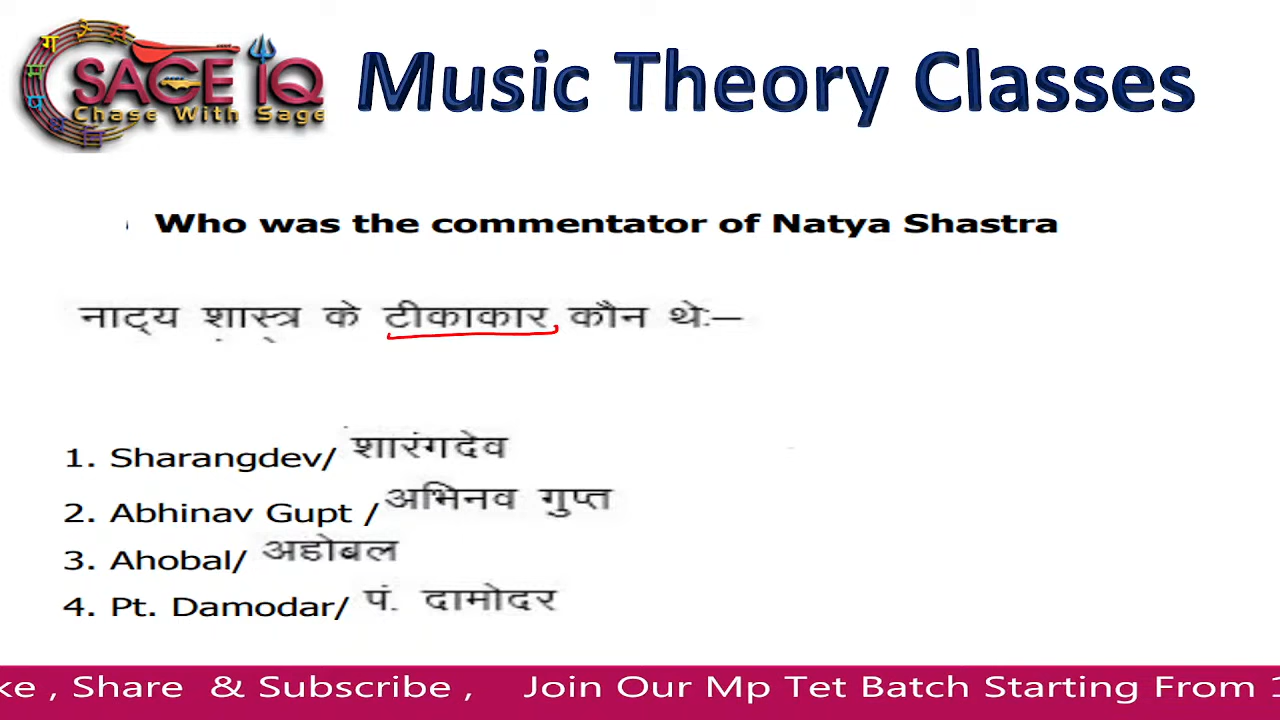 ग म प ध नि रे स
SAGE IQ
Chase With Sage
Music Theory Classes
Who was the commentator of Natya Shastra
नाट्य शास्त्र के टीकाकार कौन थेः–
1. Sharangdev/ शारंगदेव
2. Abhinav Gupt / अभिनव गुप्त
3. Ahobal/ अडोबल
4. Pt. Damodar/ पं. दामोदर
ke , Share & Subscribe , Join Our Mp Tet Batch Starting From 1